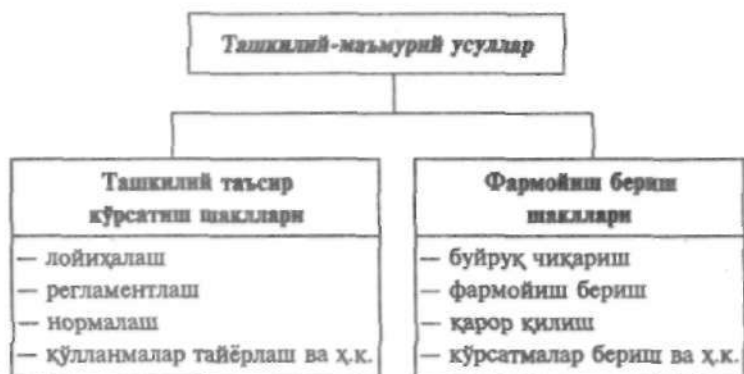 Ташкилий-маъмурий усуллар
Ташкилий таъсир
кўрсатиш шакллари
— лойиҳалаш
— регламентлаш
— нормалаш
— қўлланмалар тайёрлаш ва ҳ.к.
Фармойиш бериш
шакллари
— буйруқ чиқариш
— фармойиш бериш
— қарор қилиш
— кўрсатмалар бериш ва ҳ.к.